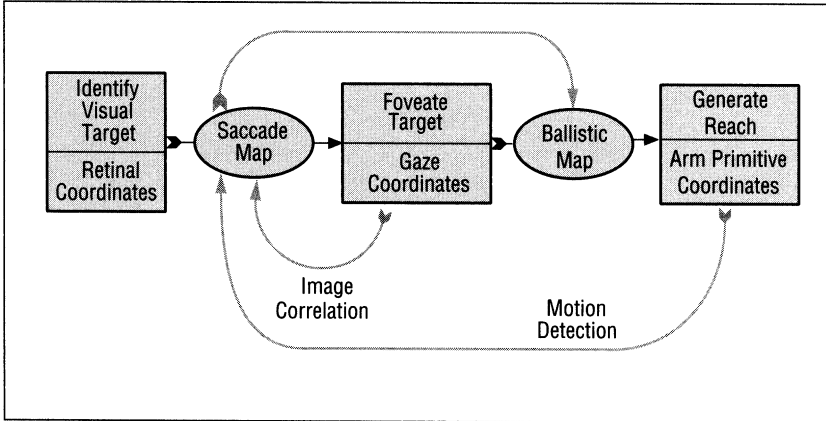 Identify
Visual
Target
Retinal
Coordinates
Saccade
Map
Foveate
Target
Gaze
Coordinates
Ballistic
Map
Generate
Reach
Arm Primitive
Coordinates
Image
Correlation
Motion
Detection